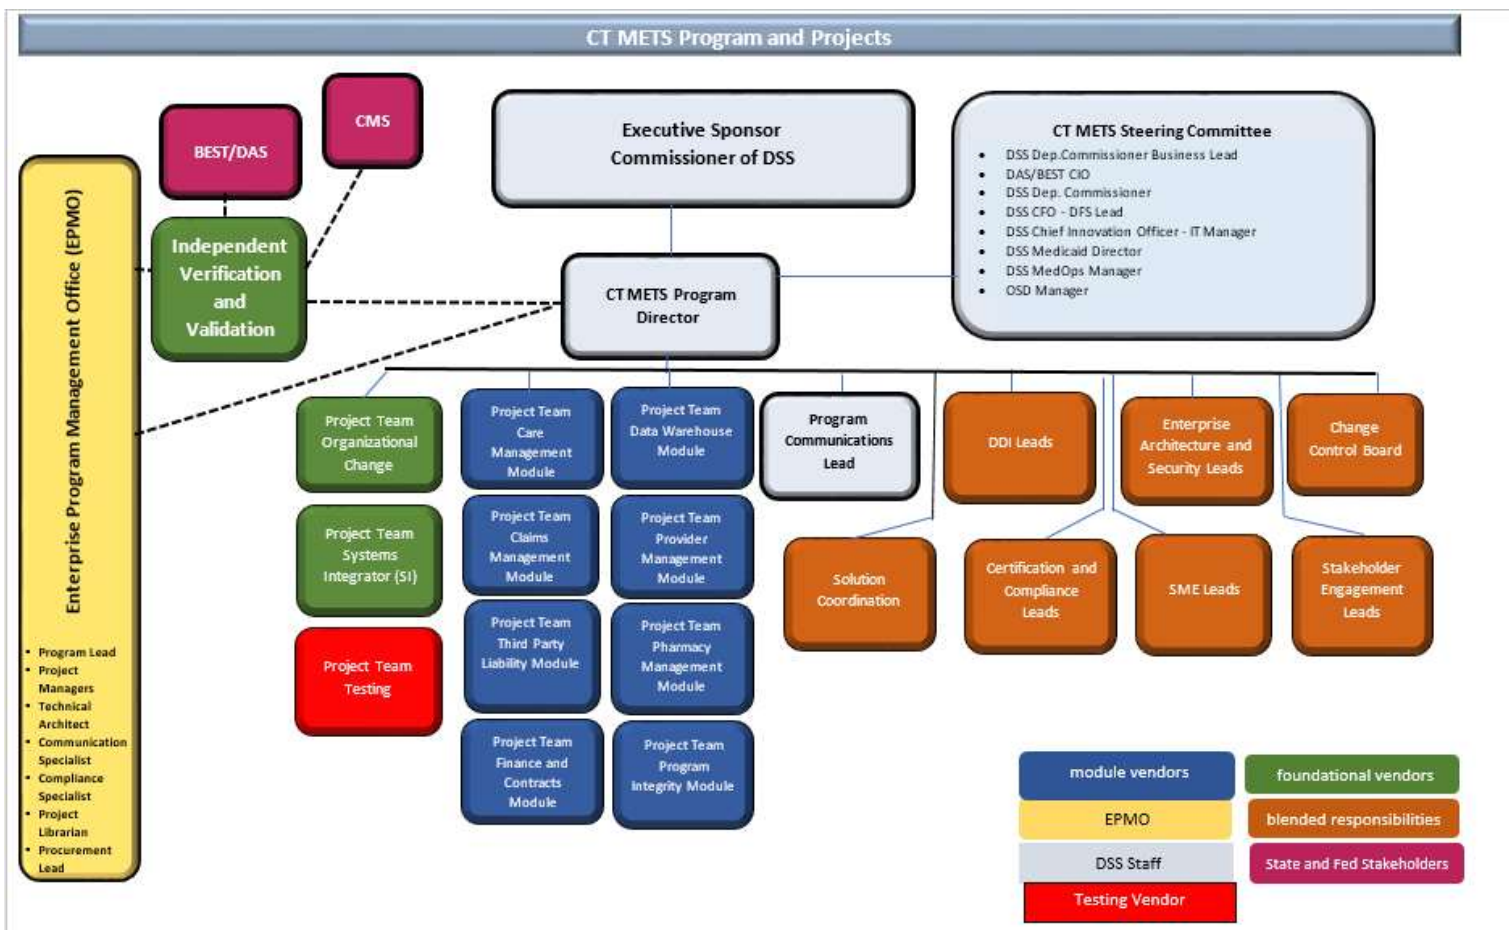 CT METS Program and Projects
CMS
BEST/DAS
Executive Sponsor
Commissioner of DSS
CT METS Steering Committee
DSS Dep.Commissioner Business Lead
DAS/BEST CIO
DSS Dep. Commissioner
DSS CFO - DFS Lead
DSS Chief Innovation Officer - IT Manager
DSS Medicaid Director
DSS MedOps Manager
OSD Manager
Enterprise Program Management Office (EPMO)
Program Lead
Project
Managers
Technical
Architect
Communication
Specialist
Compliance
Specialist
Project
Librarian
Procurement
Lead
Independent
Verification
and
Validation
CT METS Program
Director
Project Team
Organizational
Change
Project Team
Care
Management
Module
Project Team
Data Warehouse
Module
Program
Communications
Lead
DDI Leads
Enterprise
Architecture and
Security Leads
Change
Control Board
Project Team
Systems
Integrator (SI)
Project Team
Claims
Management
Module
Project Team
Provider
Management
Module
Solution
Coordination
Certification and
Compliance
Leads
SME Leads
Stakeholder
Engagement
Leads
Project Team
Testing
Project Team
Third Party
Liability Module
Project Team
Pharmacy
Management
Module
Project Team
Finance and
Contracts
Module
Project Team
Program
Integrity Module
module vendors
foundational vendors
EPMO
blended responsibilities
DSS Staff
State and Fed Stakeholders
Testing Vendor